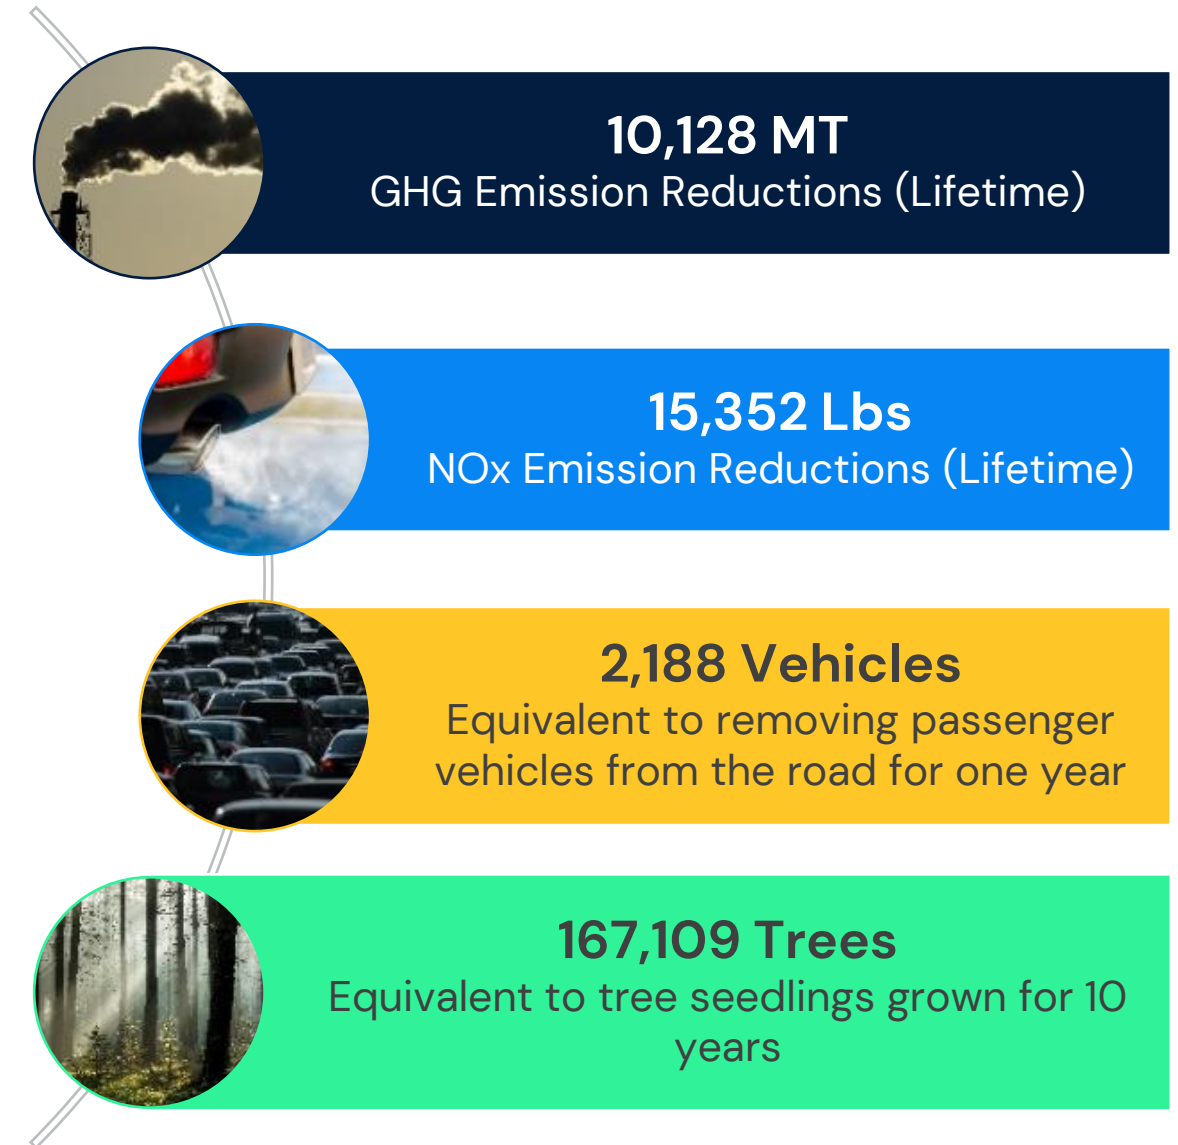 10,128 MT
GHG Emission Reductions (Lifetime)
15,352 Lbs
NOx Emission Reductions (Lifetime)
2,188 Vehicles
Equivalent to removing passenger
vehicles from the road for one year
167,109 Trees
Equivalent to tree seedlings grown for 10
years